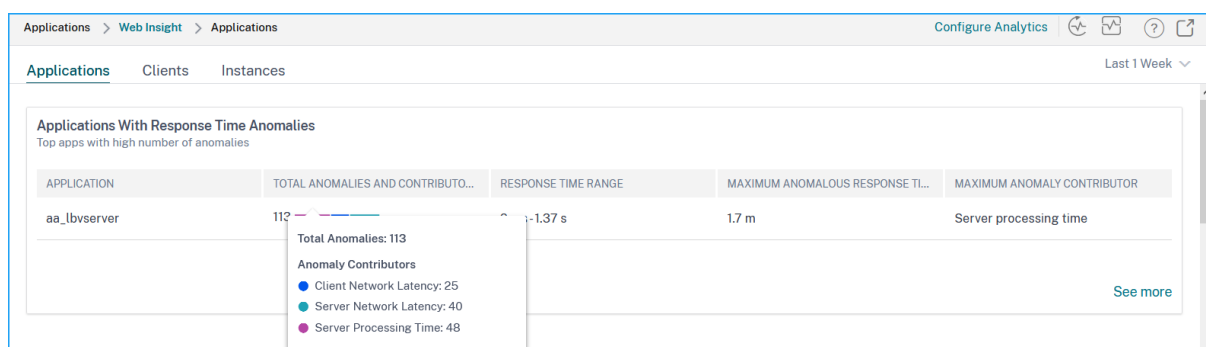 Applications > Web Insight > Applications
Configure Analytics
Applications Clients Instances
Last 1 Week
Applications With Response Time Anomalies
Top apps with high number of anomalies
APPLICATION TOTAL ANOMALIES AND CONTRIBUTO... RESPONSE TIME RANGE MAXIMUM ANOMALOUS RESPONSE TI... MAXIMUM ANOMALY CONTRIBUTOR
aa_lbvserver 113 - 1.37 s 1.7 m Server processing time
Total Anomalies: 113
Anomaly Contributors
Client Network Latency: 25
Server Network Latency: 40
Server Processing Time: 48
See more